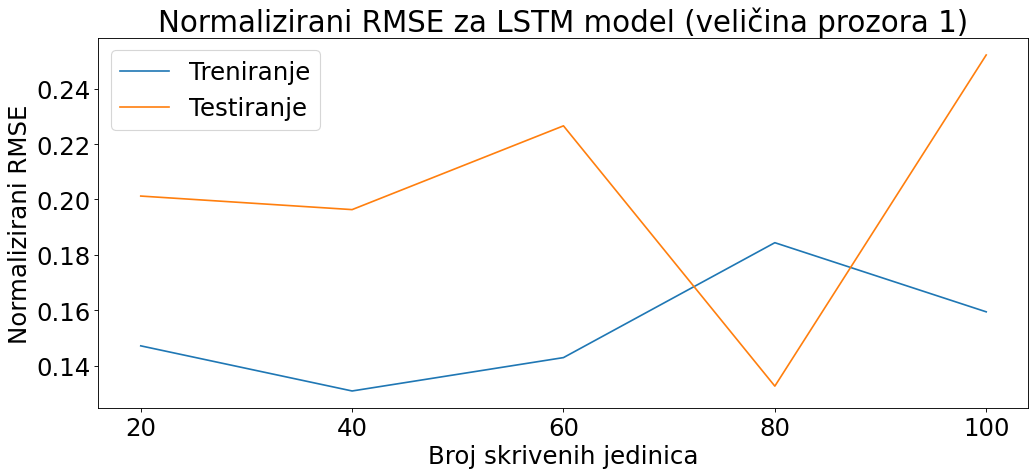 Normalizirani RMSE za LSTM model (veličina prozora 1)
Treniranje
Testiranje
Normalizirani RMSE
0.24
0.22
0.20
0.18
0.16
0.14
20 40 60 80 100
Broj skrivenih jedinica